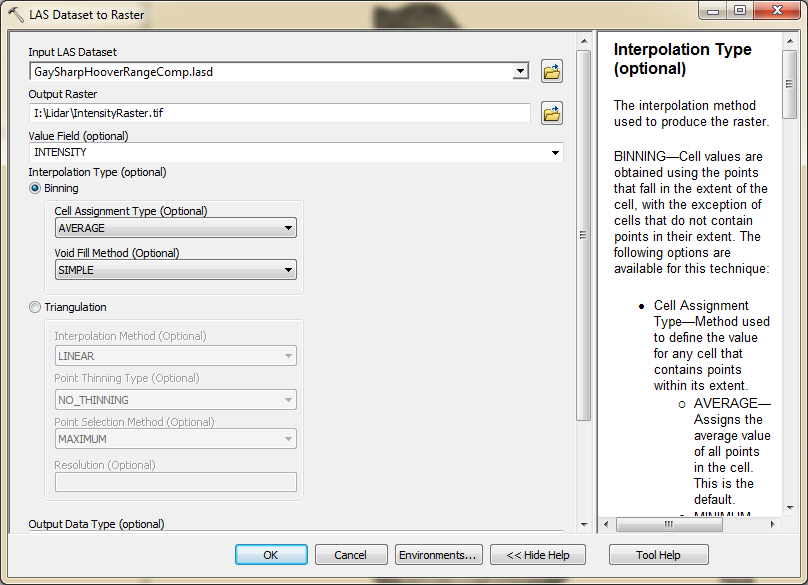 LAS Dataset to Raster
Input LAS Dataset
GaySharpHooverRangeComp.lasd
Output Raster
I:\Lidar\IntensityRaster.tif
Value Field (optional)
INTENSITY
Interpolation Type (optional)
Binning
Cell Assignment Type (Optional)
AVERAGE
Void Fill Method (Optional)
SIMPLE
Triangulation
Interpolation Method (Optional)
LINEAR
Point Thinning Type (Optional)
NO_THINNING
Point Selection Method (Optional)
MAXIMUM
Resolution (Optional)
Output Data Type (optional)
Interpolation Type
(optional)
The interpolation method
used to produce the raster.
BINNING—Cell values are
obtained using the points
that fall in the extent of the
cell, with the exception of
cells that do not contain
points in their extent. The
following options are
available for this technique:
• Cell Assignment
Type—Method used
to define the value
for any cell that
contains points
within its extent.
○ AVERAGE—
Assigns the
average value
of all points
in the cell.
This is the
default.
MINIMUM
OK
Cancel
Environments...
<< Hide Help
Tool Help